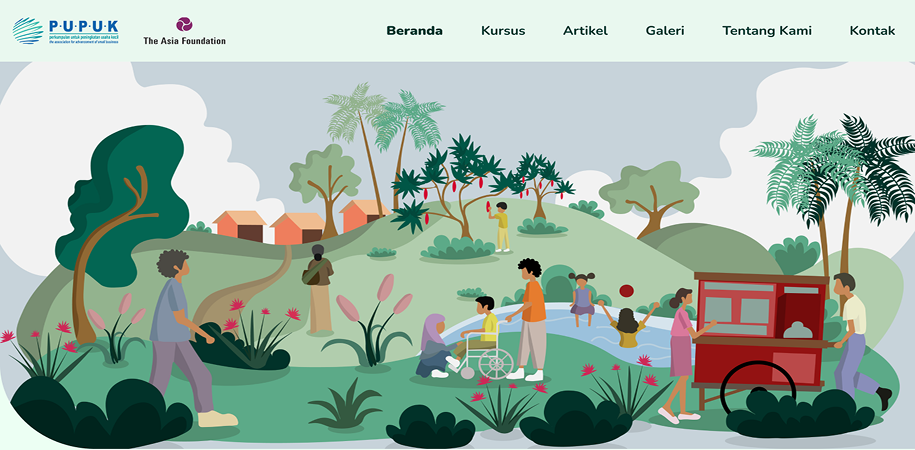 P·U·P·U·K
perkumpulan untuk peningkatan usaha kecil
the association for advancement of small business
The Asia Foundation
Beranda
Kursus
Artikel
Galeri
Tentang Kami
Kontak